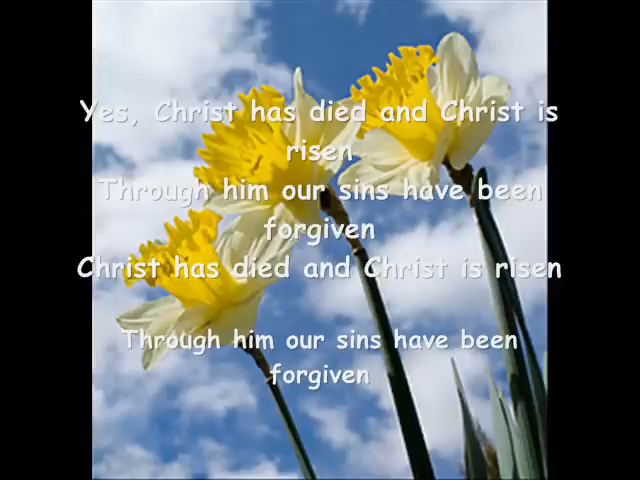 Yes, Christ has died and Christ is
risen
Through him our sins have been
forgiven
Christ has died and Christ is risen
Through him our sins have been
forgiven